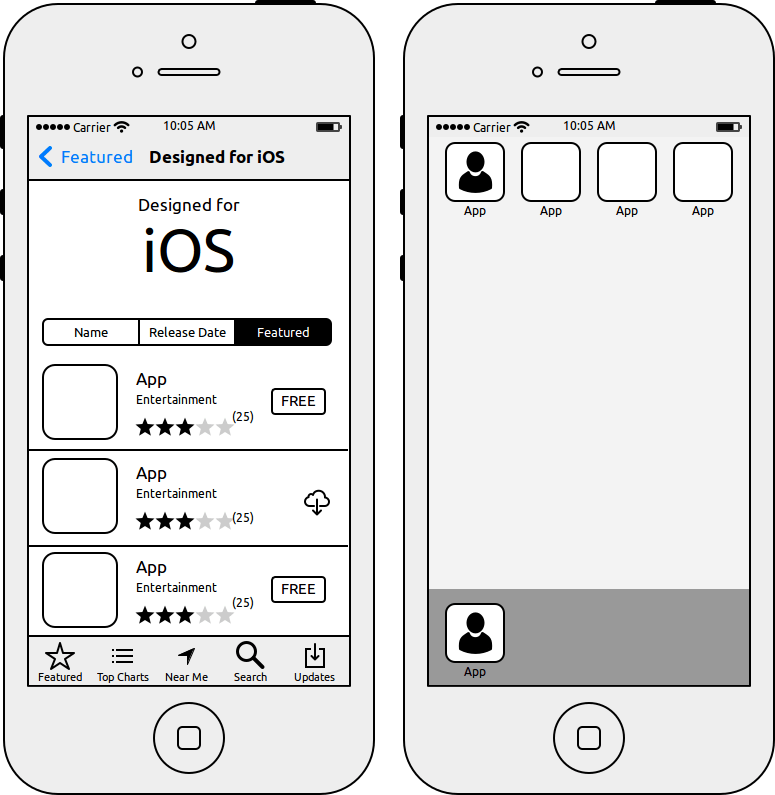 Carrier 10:05 AM
Featured Designed for iOS
Designed for
iOS
Name Release Date Featured
App
Entertainment
(25)
FREE
App
Entertainment
(25)
App
Entertainment
(25)
FREE
Featured Top Charts Near Me Search Updates
Carrier 10:05 AM
App App App App
App